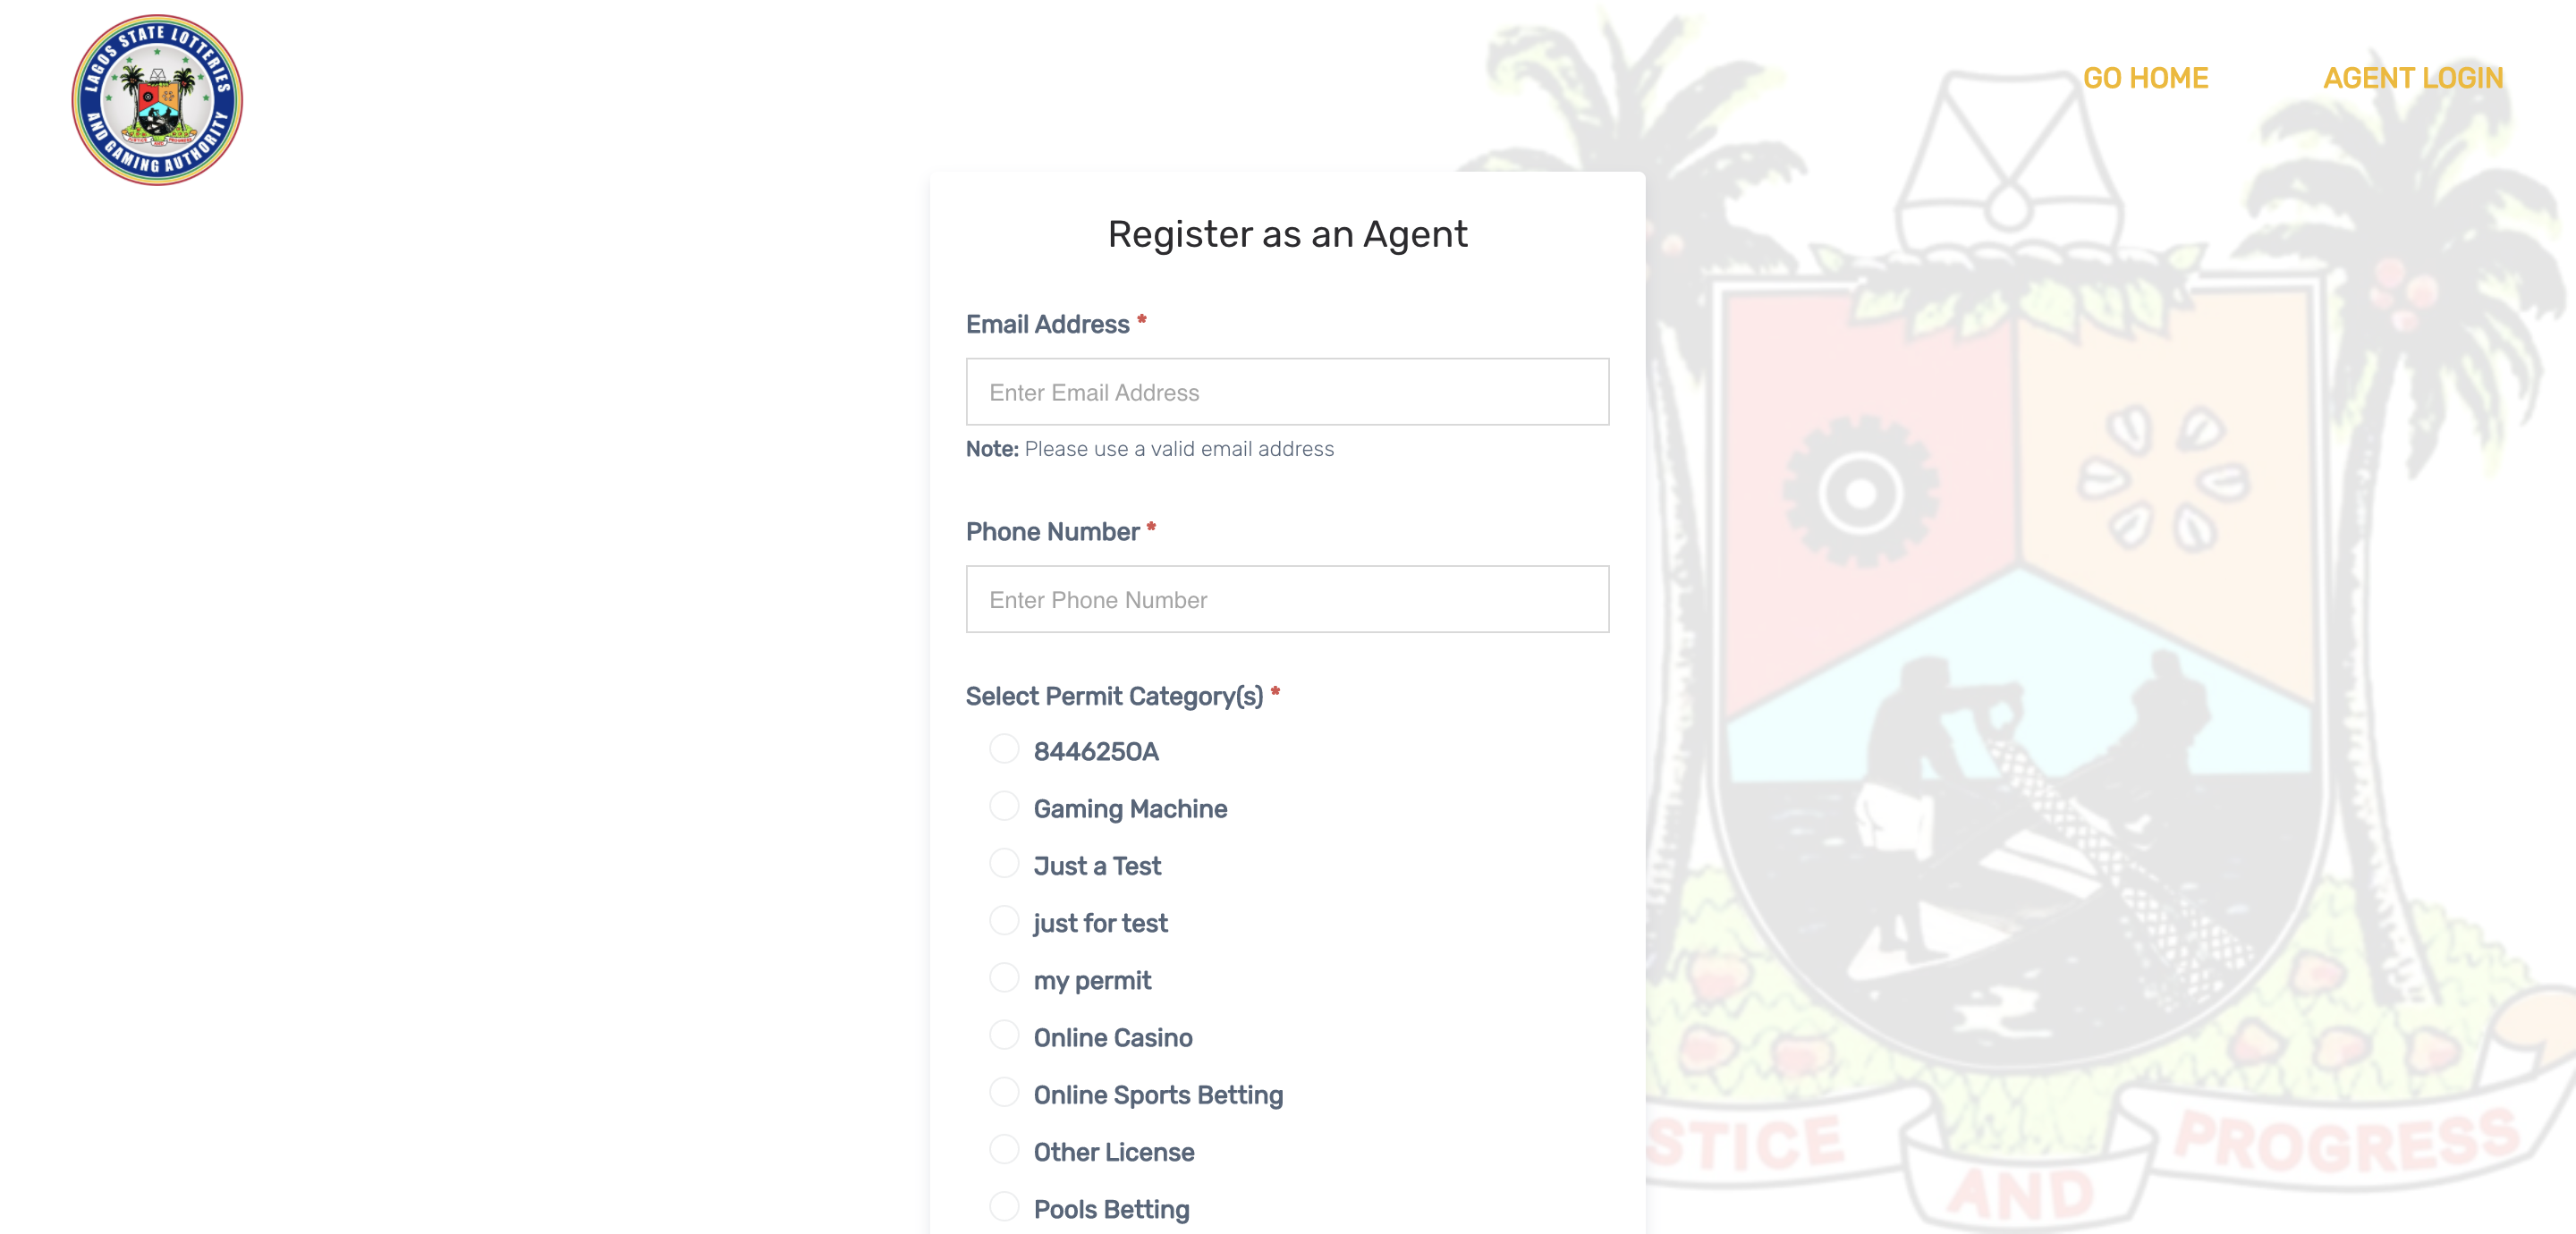 LAGOS STATE LOTTERIES
AND GAMING AUTHORITY
GO HOME
AGENT LOGIN
Register as an Agent
Email Address *
Enter Email Address
Note: Please use a valid email address
Phone Number *
Enter Phone Number
Select Permit Category(s) *
8446250A
Gaming Machine
Just a Test
just for test
my permit
Online Casino
Online Sports Betting
Other License
Pools Betting
STICE
AND
PROGRESS